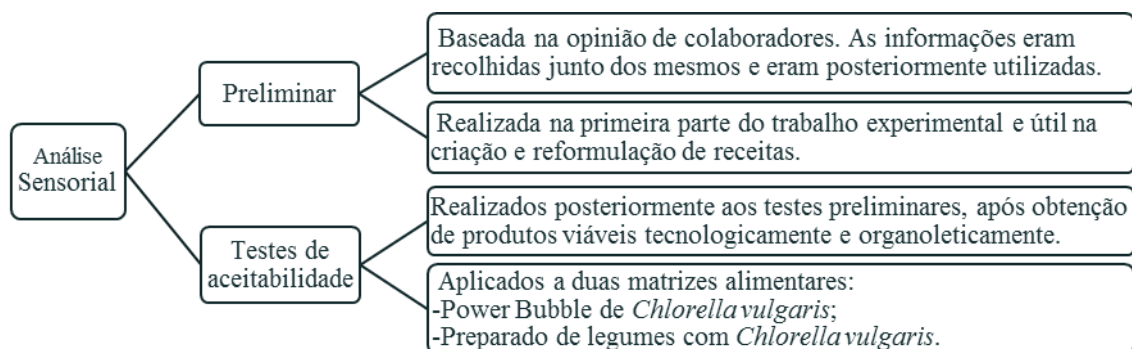 Análise
Sensorial
Preliminar
Baseada na opinião de colaboradores. As informações eram
recolhidas junto dos mesmos e eram posteriormente utilizadas.
Realizada na primeira parte do trabalho experimental e útil na
criação e reformulação de receitas.
Testes de
aceitabilidade
Realizados posteriormente aos testes preliminares, após obtenção
de produtos viáveis tecnologicamente e organoleticamente.
Aplicados a duas matrizes alimentares:
-Power Bubble de Chlorella vulgaris;
-Preparado de legumes com Chlorella vulgaris.